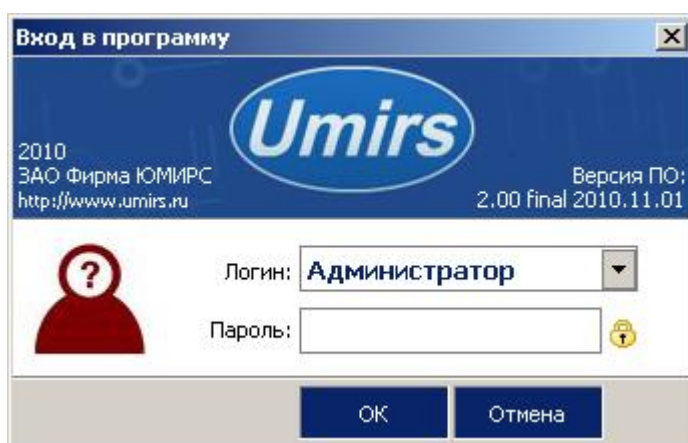 Вход в программу
Umirs
2010
ЗАО Фирма ЮМИРС
http://www.umirs.ru
Версия ПО:
2.00 final 2010.11.01
?
Логин: Администратор
Пароль:
ОК Отмена